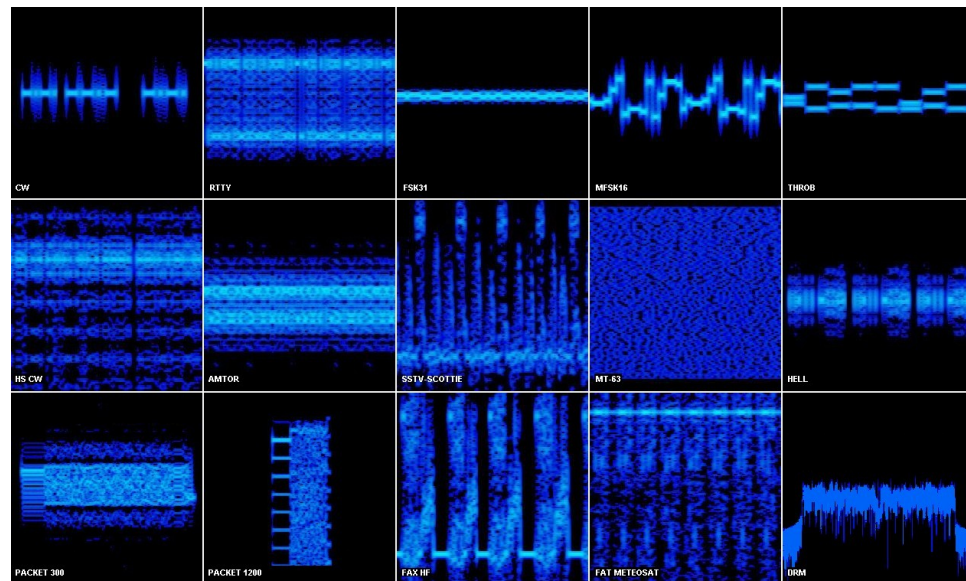 CW
RTTY
FSK31
MFSK16
THROB
HS CW
AMTOR
SSTV-SCOTTIE
MT-63
HELL
PACKET 300
PACKET 1200
FAX HF
FAT METEOSAT
DRM